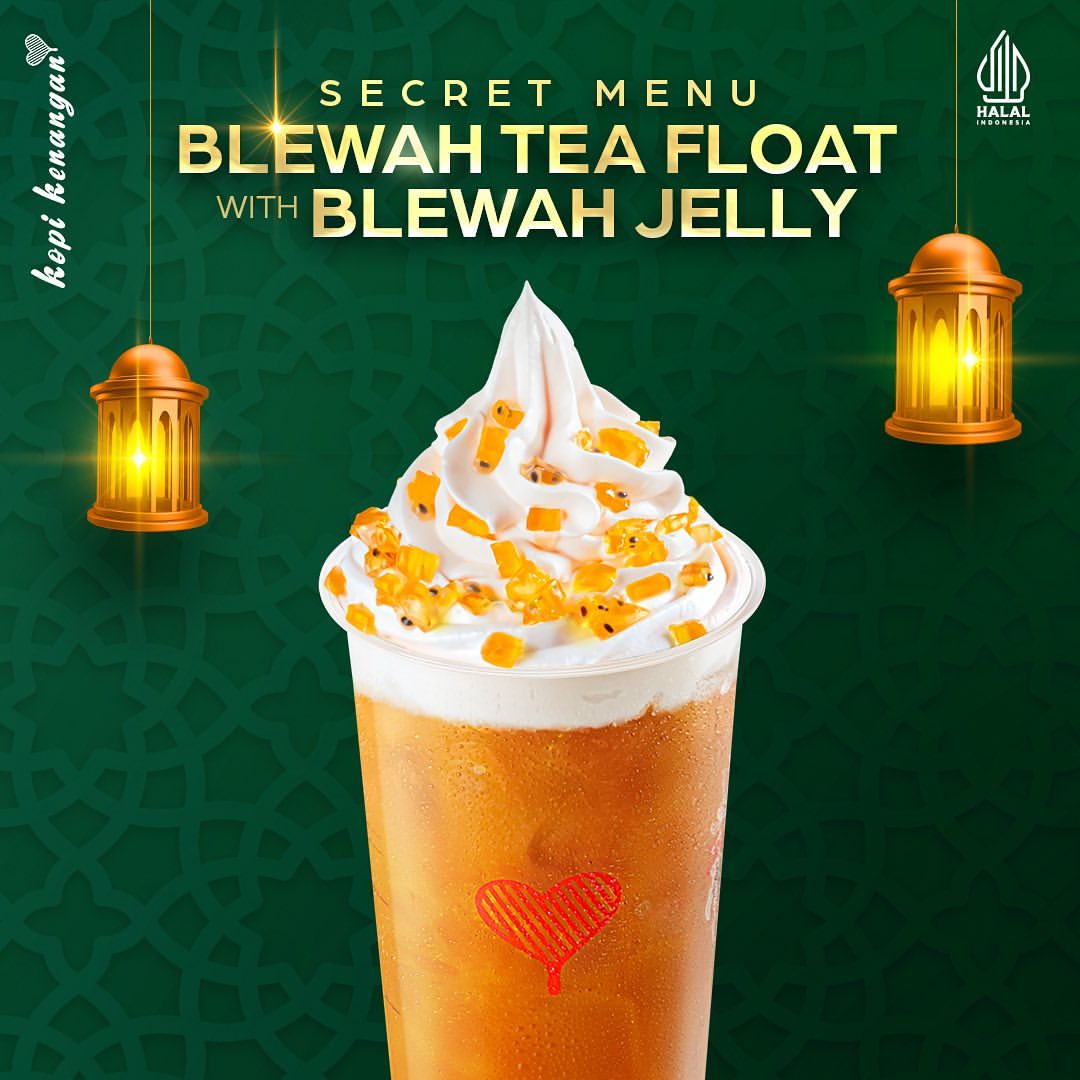 kopi kenangan
SECRET MENU
BLEWAH TEA FLOAT
WITH BLEWAH JELLY
HALAL
INDONESIA